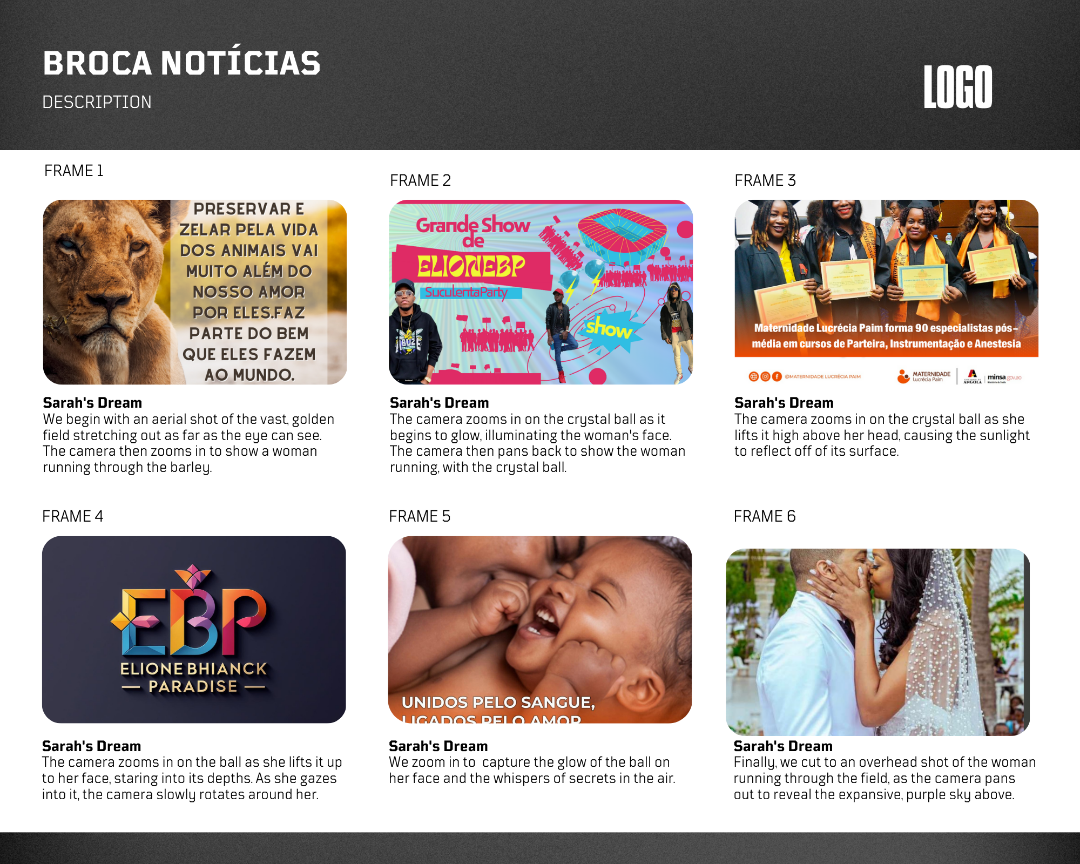 BROCA NOTÍCIAS
DESCRIPTION
LOGO
FRAME 1
PRESERVAR E
ZELAR PELA VIDA
DOS ANIMAIS VAI
MUITO ALÉM DO
NOSSO AMOR
POR ELES.FAZ
PARTE DO BEM
QUE ELES FAZEM
AO MUNDO.
Sarah's Dream
We begin with an aerial shot of the vast, golden
field stretching out as far as the eye can see.
The camera then zooms in to show a woman
running through the barley.
FRAME 2
Grande Show
de
ELIONEBP
SuculentaParty
show
Sarah's Dream
The camera zooms in on the crystal ball as it
begins to glow, illuminating the woman's face.
The camera then pans back to show the woman
running, with the crystal ball.
FRAME 3
Maternidade Lucrécia Paim forma 90 especialistas pós-
média em cursos de Parteira, Instrumentação e Anestesia
@MATERNIDADE LUCRÉCIA PAIM
MATERNIDADE
Lucrécia Paim
ANGOLA
minsa.gov.ao
Sarah's Dream
The camera zooms in on the crystal ball as she
lifts it high above her head, causing the sunlight
to reflect off of its surface.
FRAME 4
EBP
ELIONE BHIANCK
PARADISE
Sarah's Dream
The camera zooms in on the ball as she lifts it up
to her face, staring into its depths. As she gazes
into it, the camera slowly rotates around her.
FRAME 5
UNIDOS PELO SANGUE,
LIGADOS PELO AMOR
Sarah's Dream
We zoom in to capture the glow of the ball on
her face and the whispers of secrets in the air.
FRAME 6
Sarah's Dream
Finally, we cut to an overhead shot of the woman
running through the field, as the camera pans
out to reveal the expansive, purple sky above.